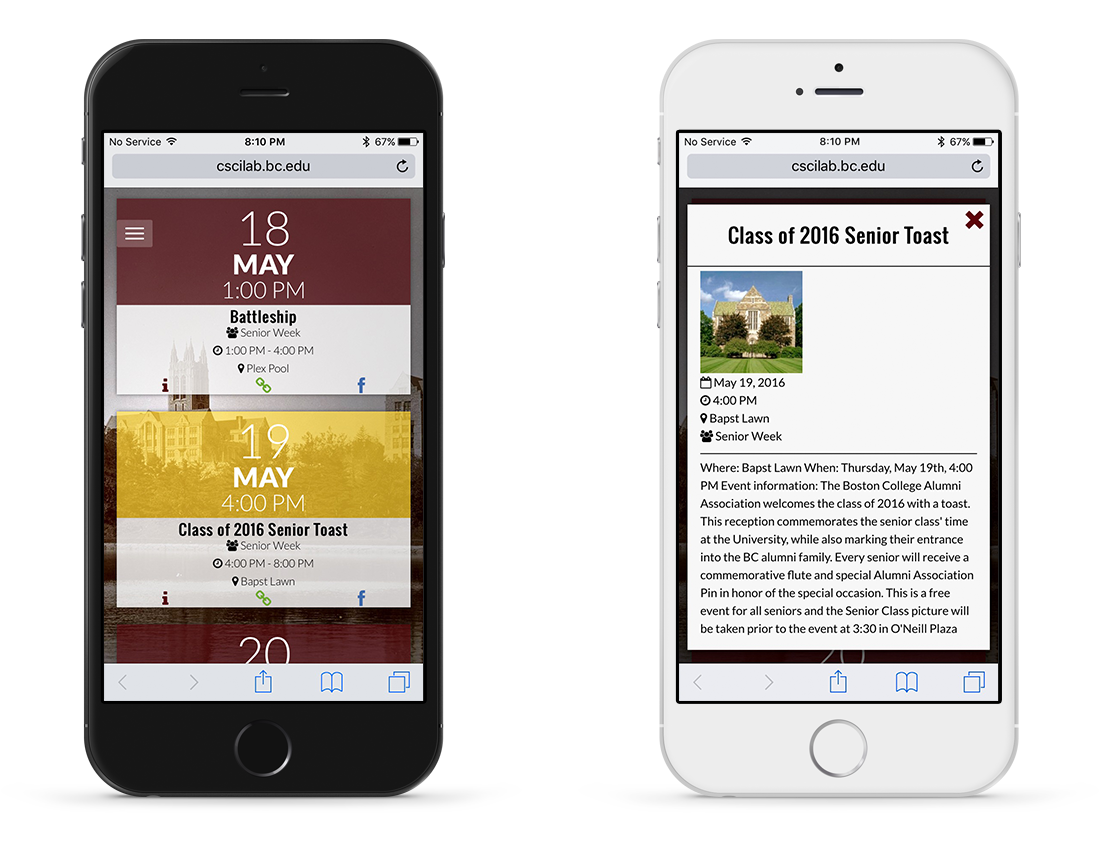 No Service 8:10 PM 67%
cscilab.bc.edu
18
MAY
1:00 PM
Battleship
Senior Week
1:00 PM - 4:00 PM
Plex Pool
i f
19
MAY
4:00 PM
Class of 2016 Senior Toast
Senior Week
4:00 PM - 8:00 PM
Bapst Lawn
i f
20
No Service 8:10 PM 67%
cscilab.bc.edu
Class of 2016 Senior Toast
May 19, 2016
4:00 PM
Bapst Lawn
Senior Week
Where: Bapst Lawn When: Thursday, May 19th, 4:00
PM Event information: The Boston College Alumni
Association welcomes the class of 2016 with a toast.
This reception commemorates the senior class' time
at the University, while also marking their entrance
into the BC alumni family. Every senior will receive a
commemorative flute and special Alumni Association
Pin in honor of the special occasion. This is a free
event for all seniors and the Senior Class picture will
be taken prior to the event at 3:30 in O'Neill Plaza
20